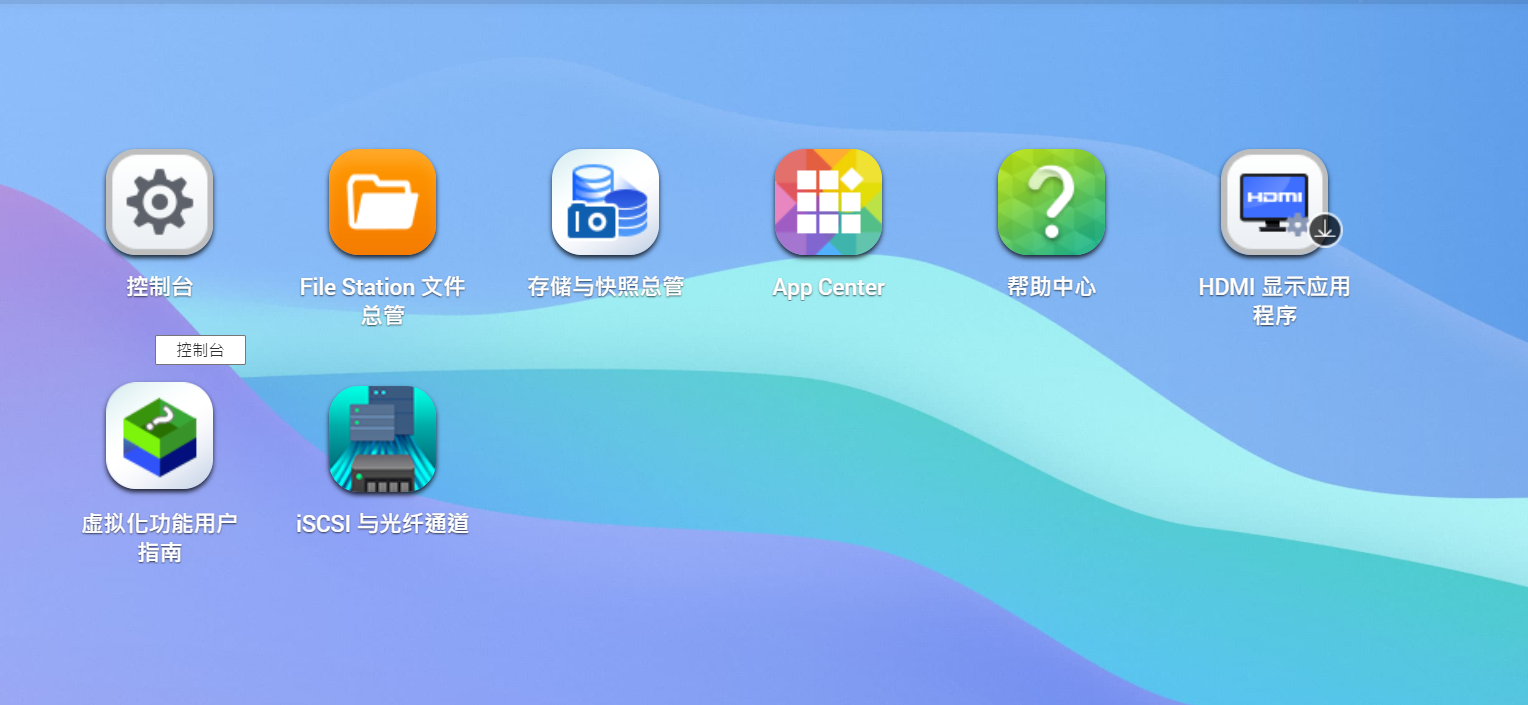 HDMI
控制台
File Station 文件
总管
存储与快照总管
App Center
帮助中心
HDMI 显示应用
程序
控制台
虚拟化功能用户
指南
iSCSI 与光纤通道